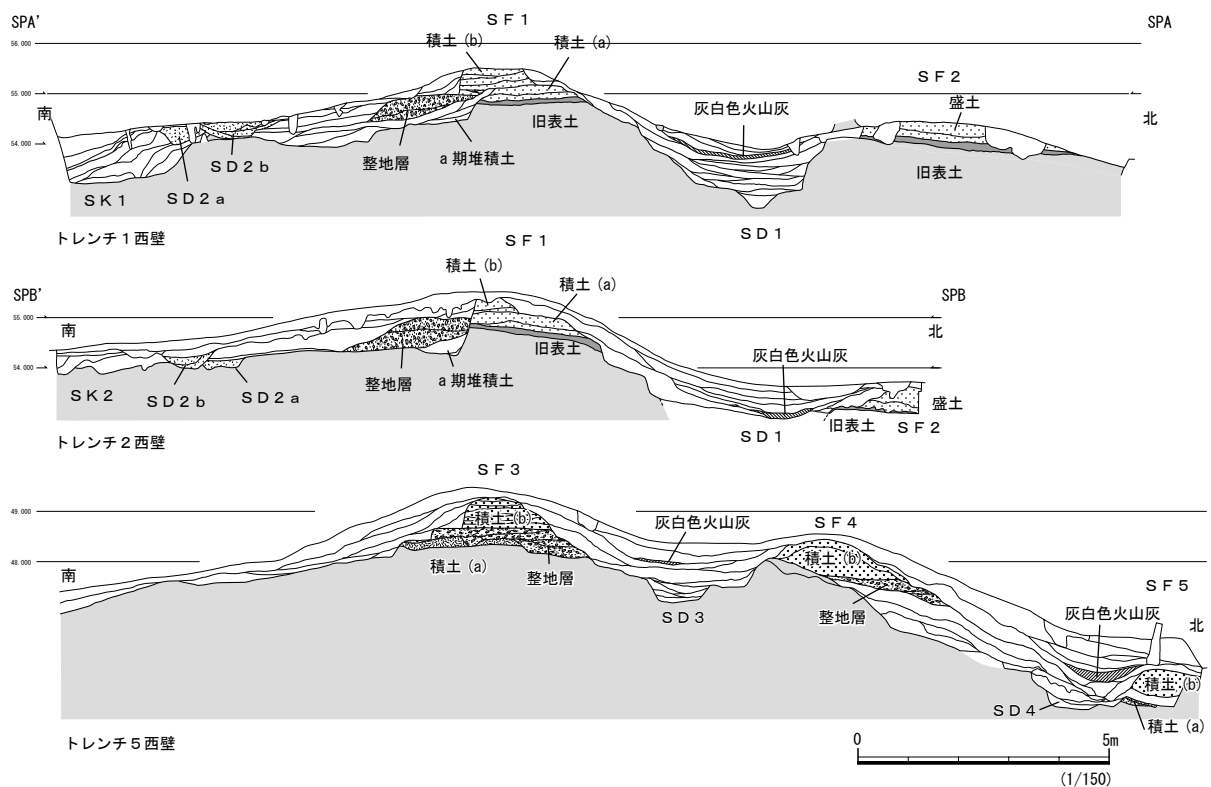 SPA'
ＳＦ１
SPA
56.000
積土 (b)
積土 (a)
ＳＦ２
55.000
南
灰白色火山灰
盛土
北
旧表土
54.000
整地層
a 期堆積土
旧表土
ＳＤ２ｂ
ＳＫ１
ＳＤ２ａ
ＳＤ１
トレンチ１西壁
ＳＦ１
積土 (b)
SPB'
積土 (a)
SPB
55.000
南
北
旧表土
灰白色火山灰
54.000
整地層
a 期堆積土
ＳＫ２
ＳＤ２ｂ
ＳＤ２ａ
盛土
旧表土
ＳＦ２
ＳＤ１
トレンチ２西壁
ＳＦ３
49.000
積土 (b)
灰白色火山灰
ＳＦ４
48.000
南
積土 (a)
整地層
積土 (b)
ＳＦ５
整地層
灰白色火山灰
北
ＳＤ３
積土 (b)
ＳＤ４
積土 (a)
トレンチ５西壁
0
5m
(1/150)